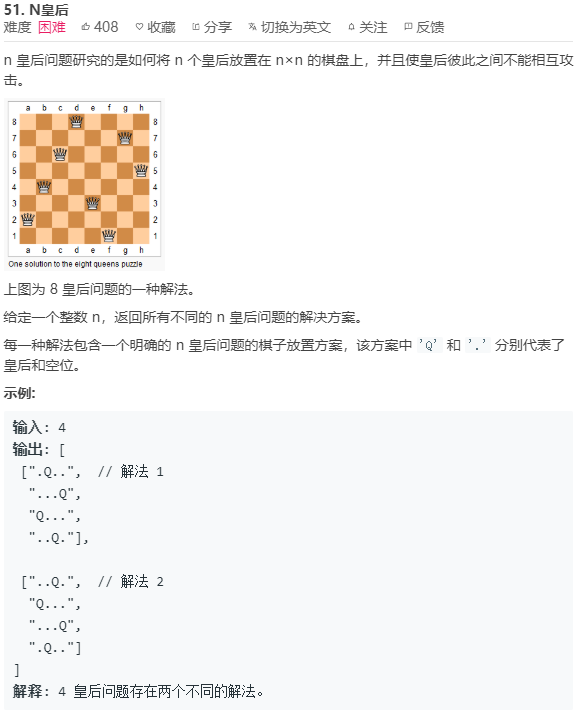 51. N皇后
难度 困难 408 收藏 分享 切换为英文 关注 反馈
n 皇后问题研究的是如何将 n 个皇后放置在 n×n 的棋盘上，并且使皇后彼此之间不能相互攻
击。
a b c d e f g h
8 8
7 7
6 6
5 5
4 4
3 3
2 2
1 1
a b c d e f g h
One solution to the eight queens puzzle
上图为 8 皇后问题的一种解法。
给定一个整数 n，返回所有不同的 n 皇后问题的解决方案。
每一种解法包含一个明确的 n 皇后问题的棋子放置方案，该方案中 'Q' 和 '.' 分别代表了
皇后和空位。
示例:
输入: 4
输出: [
[".Q..", // 解法 1
"...Q",
"Q...",
"..Q."],
["..Q.", // 解法 2
"Q...",
"...Q",
".Q.."]
]
解释: 4 皇后问题存在两个不同的解法。